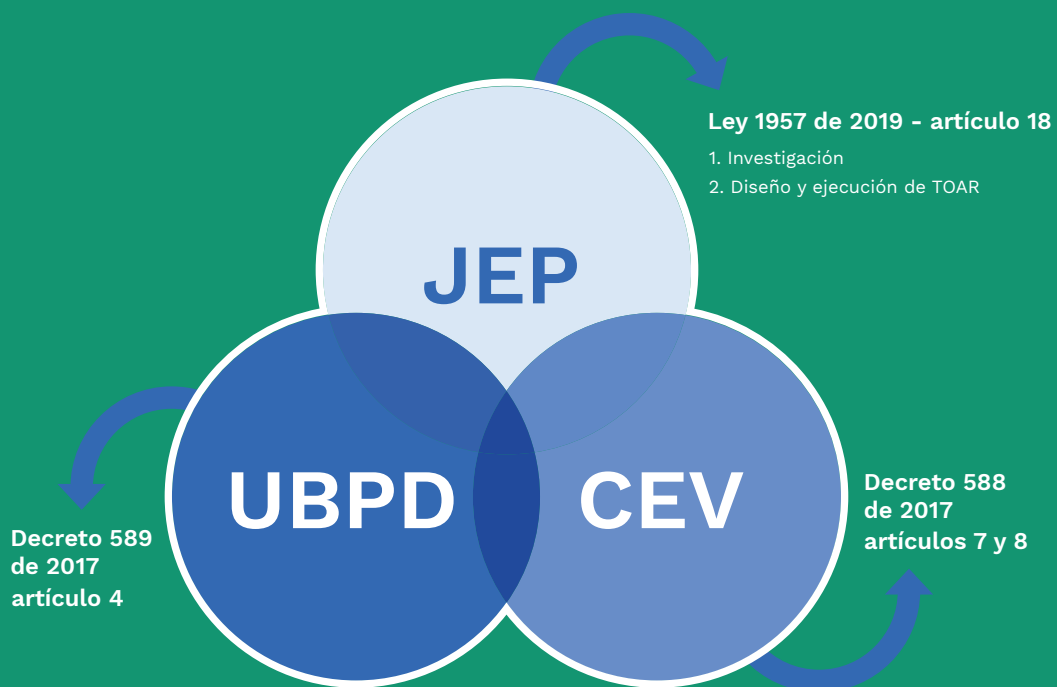 Ley 1957 de 2019 - artículo 18
1. Investigación
2. Diseño y ejecución de TOAR
JEP
UBPD
CEV
Decreto 588
de 2017
artículos 7 y 8
Decreto 589
de 2017
artículo 4